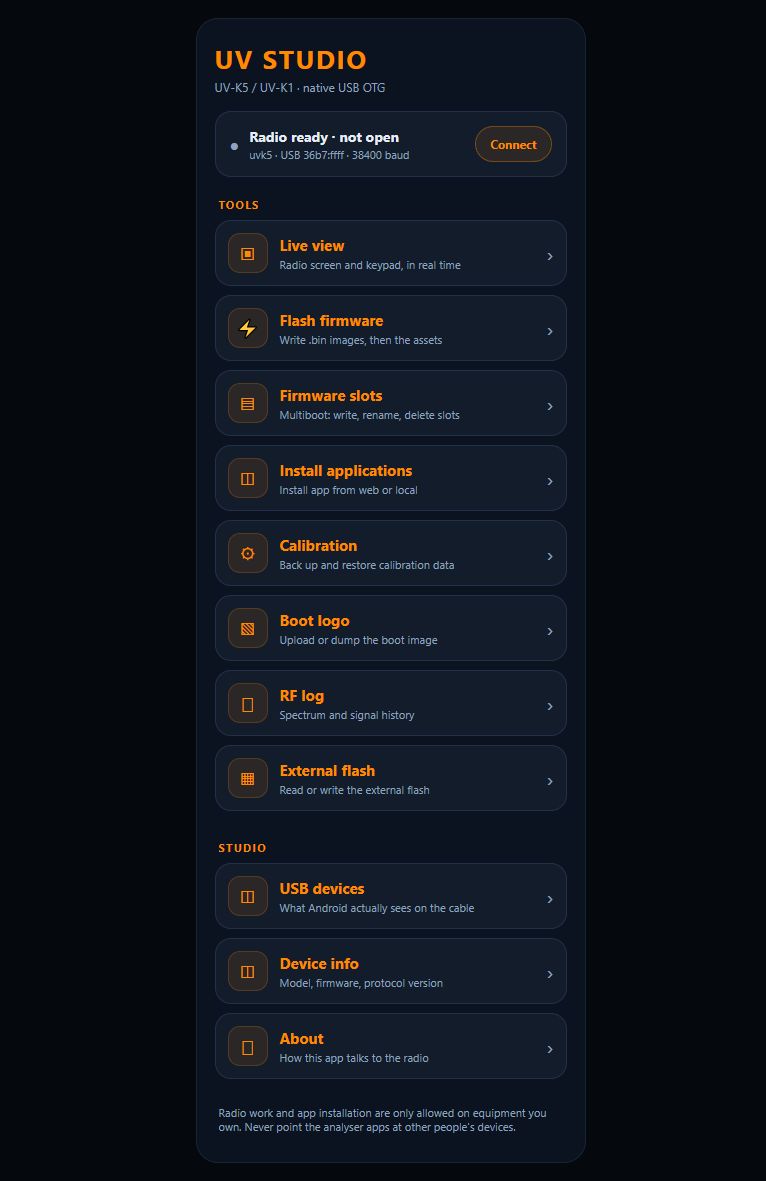 UV STUDIO
UV-K5 / UV-K1 · native USB OTG
Radio ready · not open
uvk5 · USB 36b7:ffff · 38400 baud
Connect
TOOLS
Live view
Radio screen and keypad, in real time
Flash firmware
Write .bin images, then the assets
Firmware slots
Multiboot: write, rename, delete slots
Install applications
Install app from web or local
Calibration
Back up and restore calibration data
Boot logo
Upload or dump the boot image
RF log
Spectrum and signal history
External flash
Read or write the external flash
STUDIO
USB devices
What Android actually sees on the cable
Device info
Model, firmware, protocol version
About
How this app talks to the radio
Radio work and app installation are only allowed on equipment you
own. Never point the analyser apps at other people's devices.